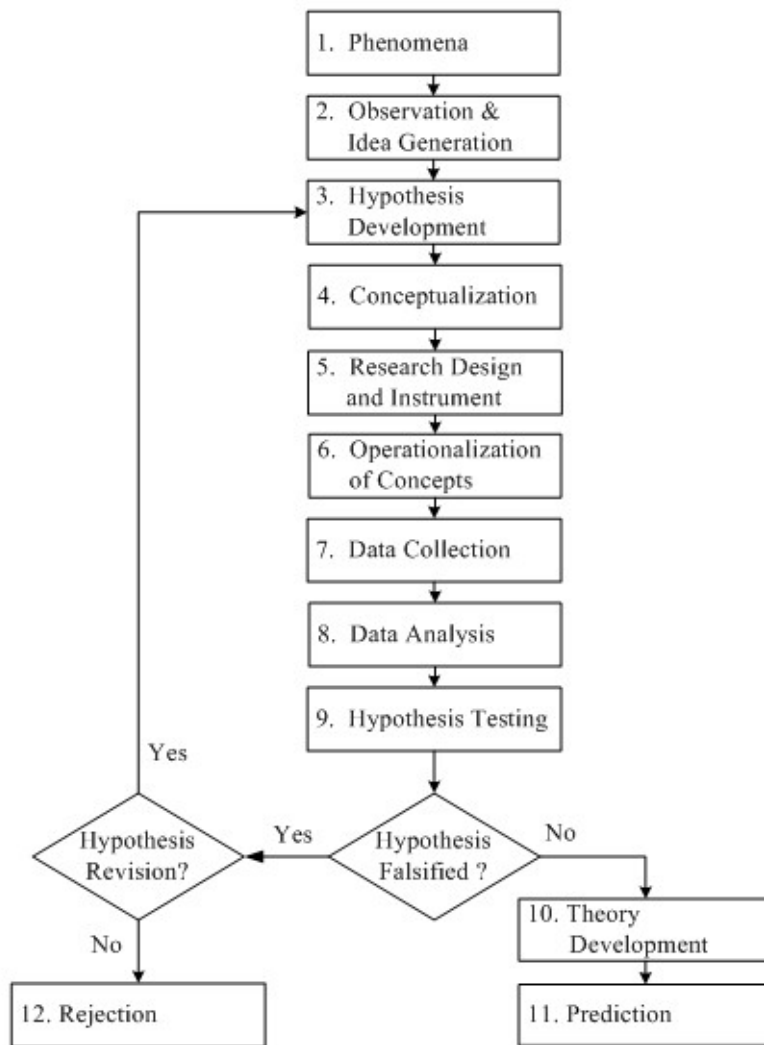 1. Phenomena
2. Observation &
Idea Generation
3. Hypothesis
Development
4. Conceptualization
5. Research Design
and Instrument
6. Operationalization
of Concepts
7. Data Collection
8. Data Analysis
9. Hypothesis Testing
Yes
Hypothesis
Revision?
Yes
Hypothesis
Falsified ?
No
10. Theory
Development
No
12. Rejection
11. Prediction